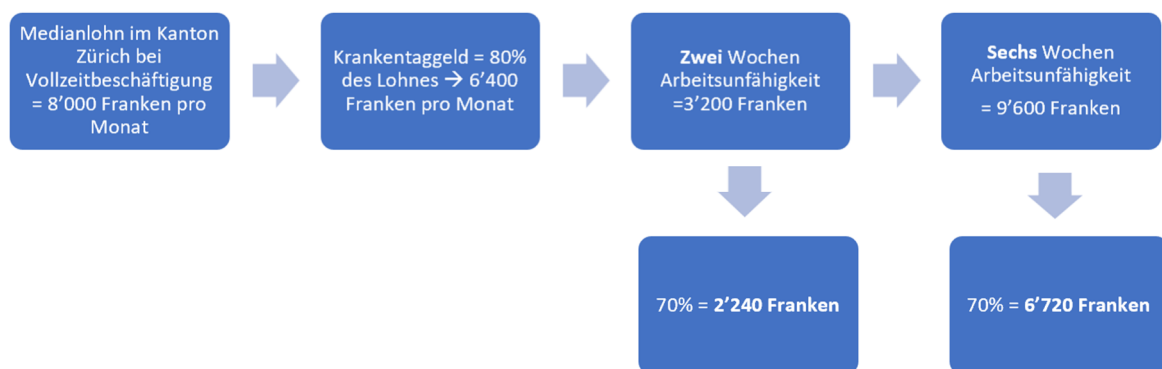 Medianlohn im Kanton
Zürich bei
Vollzeitbeschäftigung
= 8’000 Franken pro
Monat
Krankentaggeld = 80%
des Lohnes → 6’400
Franken pro Monat
Zwei Wochen
Arbeitsunfähigkeit
=3’200 Franken
Sechs Wochen
Arbeitsunfähigkeit
= 9’600 Franken
70% = 2’240 Franken
70% = 6’720 Franken